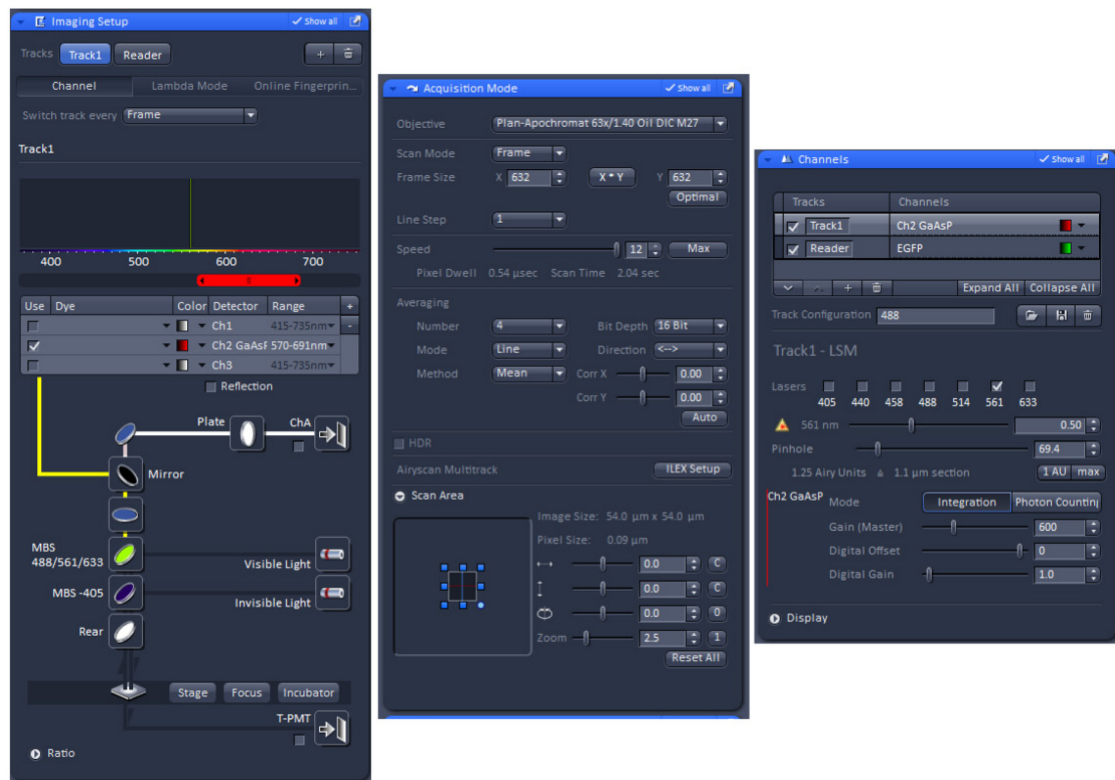 Imaging Setup
Show all
Tracks Track1 Reader +
Channel Lambda Mode Online Fingerprin...
Switch track every Frame
Track1
400 500 600 700
Use Dye Color Detector Range +
Ch1 415-735nm -
Ch2 GaAsF 570-691nm
Ch3 415-735nm
Reflection
Plate ChA
Mirror
MBS
488/561/633
Visible Light
MBS -405
Invisible Light
Rear
Stage Focus Incubator
T-PMT
Ratio
Acquisition Mode
Show all
Objective Plan-Apochromat 63x/1.40 Oil DIC M27
Scan Mode Frame
Frame Size X 632 X * Y Y 632
Optimal
Line Step 1
Speed 12 Max
Pixel Dwell 0.54 µsec Scan Time 2.04 sec
Averaging
Number 4 Bit Depth 16 Bit
Mode Line Direction <-->
Method Mean Corr X 0.00
Corr Y 0.00
Auto
HDR
Airyscan Multitrack ILEX Setup
Scan Area
Image Size: 54.0 µm x 54.0 µm
Pixel Size: 0.09 µm
0.0 C
0.0 C
0.0 0
Zoom 2.5 1
Reset All
Channels
Show all
Tracks Channels
Track1 Ch2 GaAsP
Reader EGFP
+ Expand All Collapse All
Track Configuration 488
Track1 - LSM
Lasers
405 440 458 488 514 561 633
561 nm 0.50
Pinhole 69.4
1.25 Airy Units ≙ 1.1 µm section 1 AU max
Ch2 GaAsP Mode Integration Photon Counting
Gain (Master) 600
Digital Offset 0
Digital Gain 1.0
Display